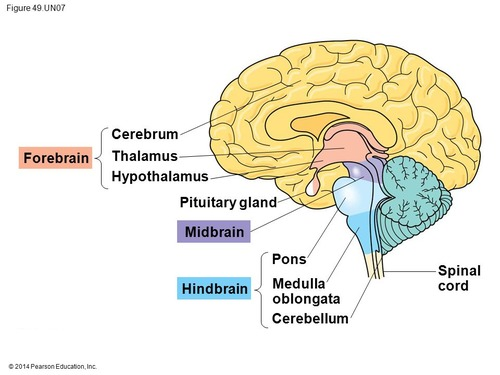 Figure 49.UN07
Cerebrum
Forebrain
Thalamus
Hypothalamus
Pituitary gland
Midbrain
Pons
Hindbrain
Medulla
oblongata
Cerebellum
Spinal
cord
© 2014 Pearson Education, Inc.